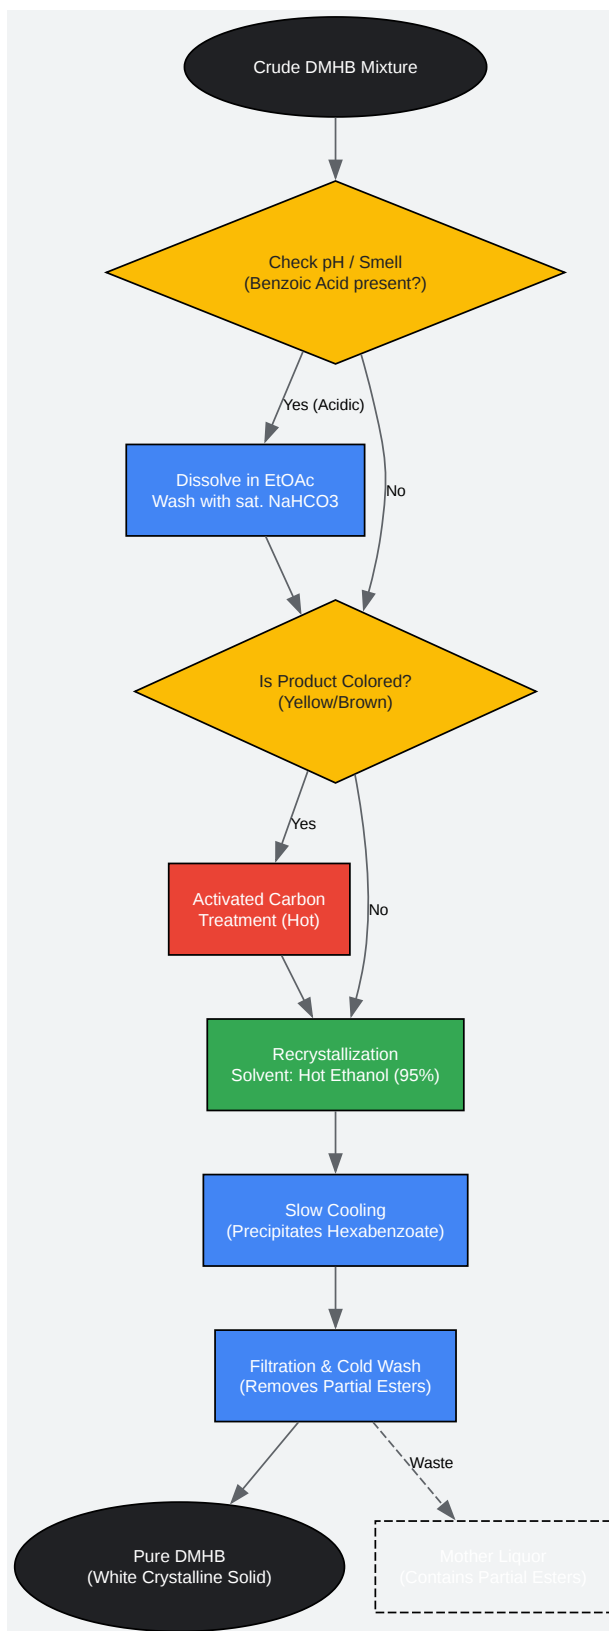 Crude DMHB Mixture
Check pH / Smell
(Benzoic Acid present?)
Yes (Acidic)
Dissolve in EtOAc
Wash with sat. NaHCO3
No
Is Product Colored?
(Yellow/Brown)
Yes
Activated Carbon
Treatment (Hot)
No
Recrystallization
Solvent: Hot Ethanol (95%)
Slow Cooling
(Precipitates Hexabenzoate)
Filtration & Cold Wash
(Removes Partial Esters)
Waste
Pure DMHB
(White Crystalline Solid)
Mother Liquor
(Contains Partial Esters)